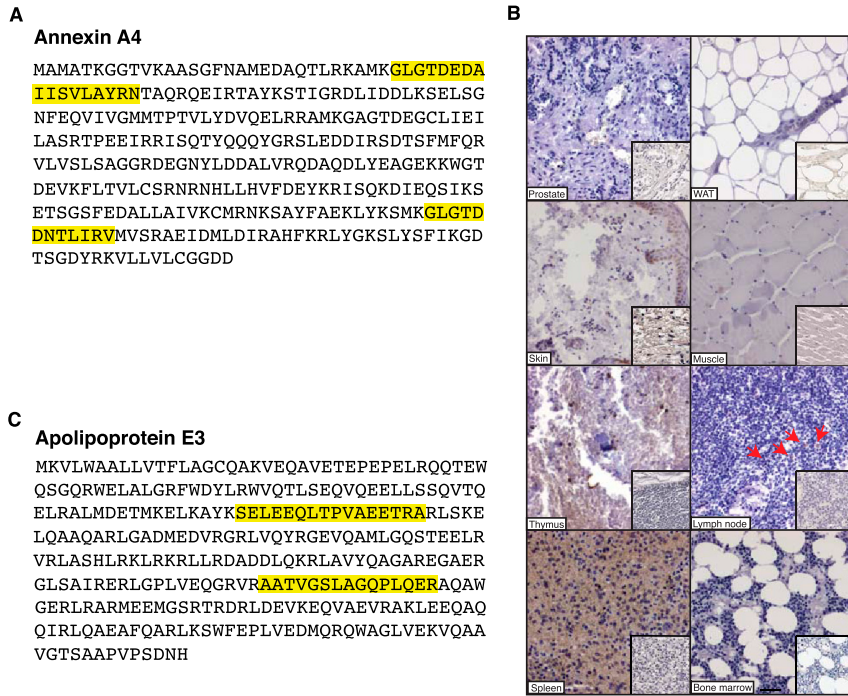 A
Annexin A4
MAMATKGGTVKAASGFNAMEDAQTLRKAMKGLGTDEDA
IISVLAYRNTAQRQEIRTAYKSTIGRDLIDDLKSELSG
NFEQVIVGMMTPTVLYDVQELRRAMKGAGTDEGCLIEI
LASRTPEEIRRISQTYQQQYGRSLEDDIRSDTSFMFQR
VLVSLSAGGRDEGNYLDDALVRQDAQDLYEAGEKKWGT
DEVKFLTVLCSRNRNHLLHVFDEYKRISQKDIEQSIKS
ETSGSFEDALLAIVKCMRNKSAYFAEKLYKSMKGLGTD
DNTLIRVMVSRAEIDMLDIRAHFKRLYGKSLYSFIKGD
TSGDYRKVLLVLCGGDD
C
Apolipoprotein E3
MKVLWAALLVTFLAGCQAKVEQAVETEPEPELRQQTEW
QSGQRWELALGRFWDYLRWVQTLSEQVQEELLSSQVTQ
ELRALMDETMKELKAYKSELEEQLTPVAEETRARLSKE
LQAAQARLGADMEDVRGRLVQYRGEVQAMLGQSTEELR
VRLASHLRKLRKRLLRDADDLQKRLAVYQAGAREGAER
GLSAIRERLGPLVEQGRVRAATVGSLAGQPLQERAQAW
GERLRARMEEMGSRTRDRLDEVKEQVAEVRAKLEEQAQ
QIRLQAEAFQARLKSWFEPLVEDMQRQWAGLVEKVQAA
VGTSAAPVPSDNH
B
Prostate
WAT
Skin
Muscle
Thymus
Lymph node
Spleen
Bone marrow